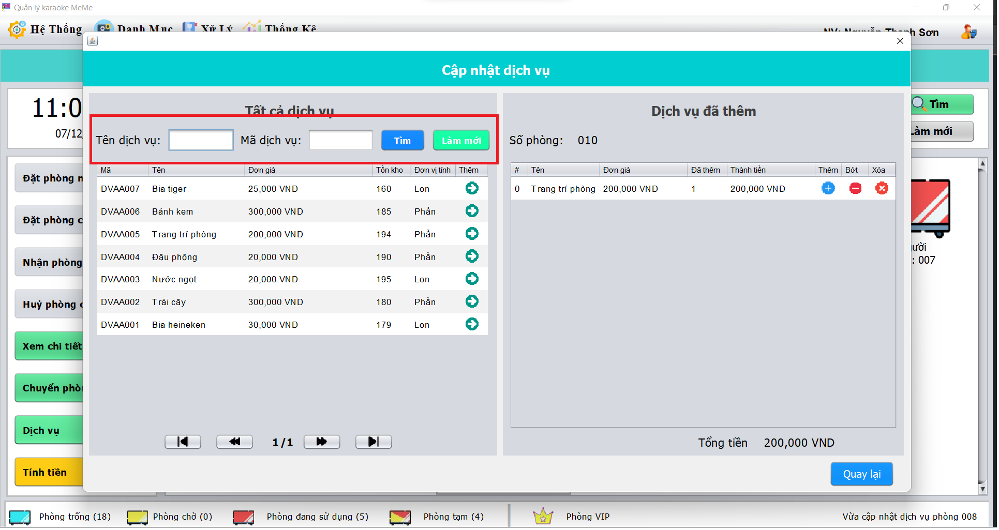 Quản lý karaoke MeMe
Hệ Thống Danh Mục Xử Lý Thống Kê
NV: Nguyễn Thanh Sơn
Cập nhật dịch vụ
11:0
07/12
Tìm
Làm mới
Tất cả dịch vụ
Tên dịch vụ: Mã dịch vụ: Tìm Làm mới
Mã Tên Đơn giá Tồn kho Đơn vị tính Thêm
DVAA007 Bia tiger 25,000 VND 160 Lon
DVAA006 Bánh kem 300,000 VND 185 Phần
DVAA005 Trang trí phòng 200,000 VND 194 Phần
DVAA004 Đậu phộng 20,000 VND 190 Phần
DVAA003 Nước ngọt 20,000 VND 195 Lon
DVAA002 Trái cây 300,000 VND 180 Phần
DVAA001 Bia heineken 30,000 VND 179 Lon
1/1
Dịch vụ đã thêm
Số phòng: 010
# Tên Đơn giá Đã thêm Thành tiền Thêm Bớt Xóa
0 Trang trí phòng 200,000 VND 1 200,000 VND
Tổng tiền 200,000 VND
Quay lại
Đặt phòng
Đặt phòng
Nhận phòng
Huỷ phòng
Xem chi tiết
Chuyển
Dịch vụ
Tính tiền
: 007
Phòng trống (18) Phòng chờ (0) Phòng đang sử dụng (5) Phòng tạm (4) Phòng VIP
Vừa cập nhật dịch vụ phòng 008